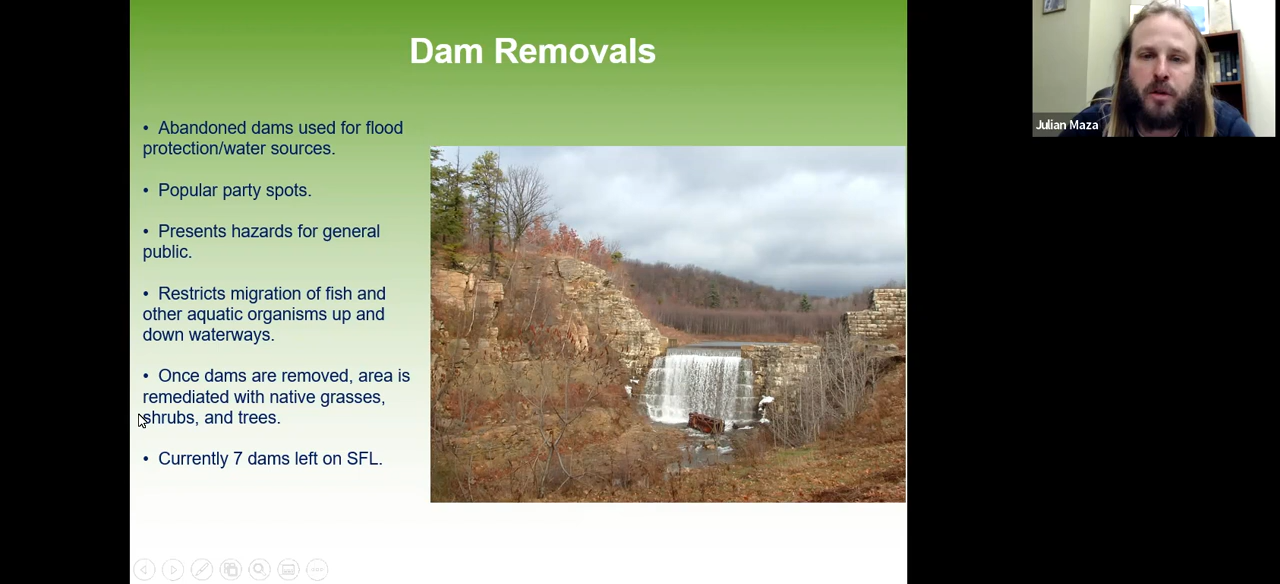 Dam Removals
• Abandoned dams used for flood
protection/water sources.
• Popular party spots.
• Presents hazards for general
public.
• Restricts migration of fish and
other aquatic organisms up and
down waterways.
• Once dams are removed, area is
remediated with native grasses,
shrubs, and trees.
• Currently 7 dams left on SFL.
Julian Maza